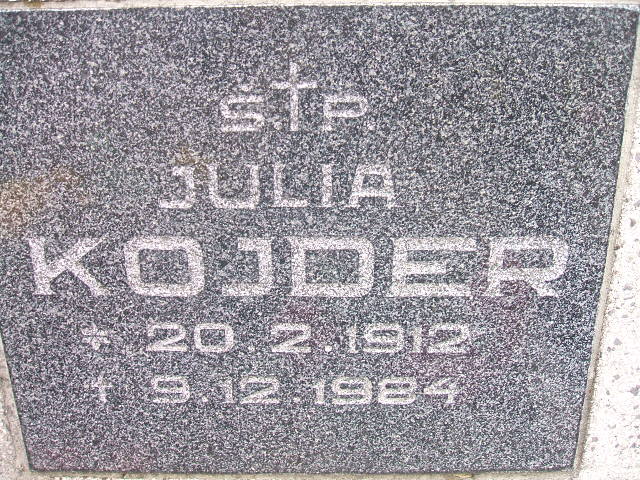 Ś.†P.
JULIA
KOJDER
* 20.2.1912
† 9.12.1984